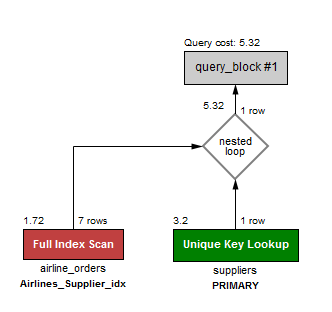 Query cost: 5.32
query_block #1
5.32
1 row
nested
loop
1.72
7 rows
3.2
1 row
Full Index Scan
Unique Key Lookup
airline_orders
suppliers
Airlines_Supplier_idx
PRIMARY